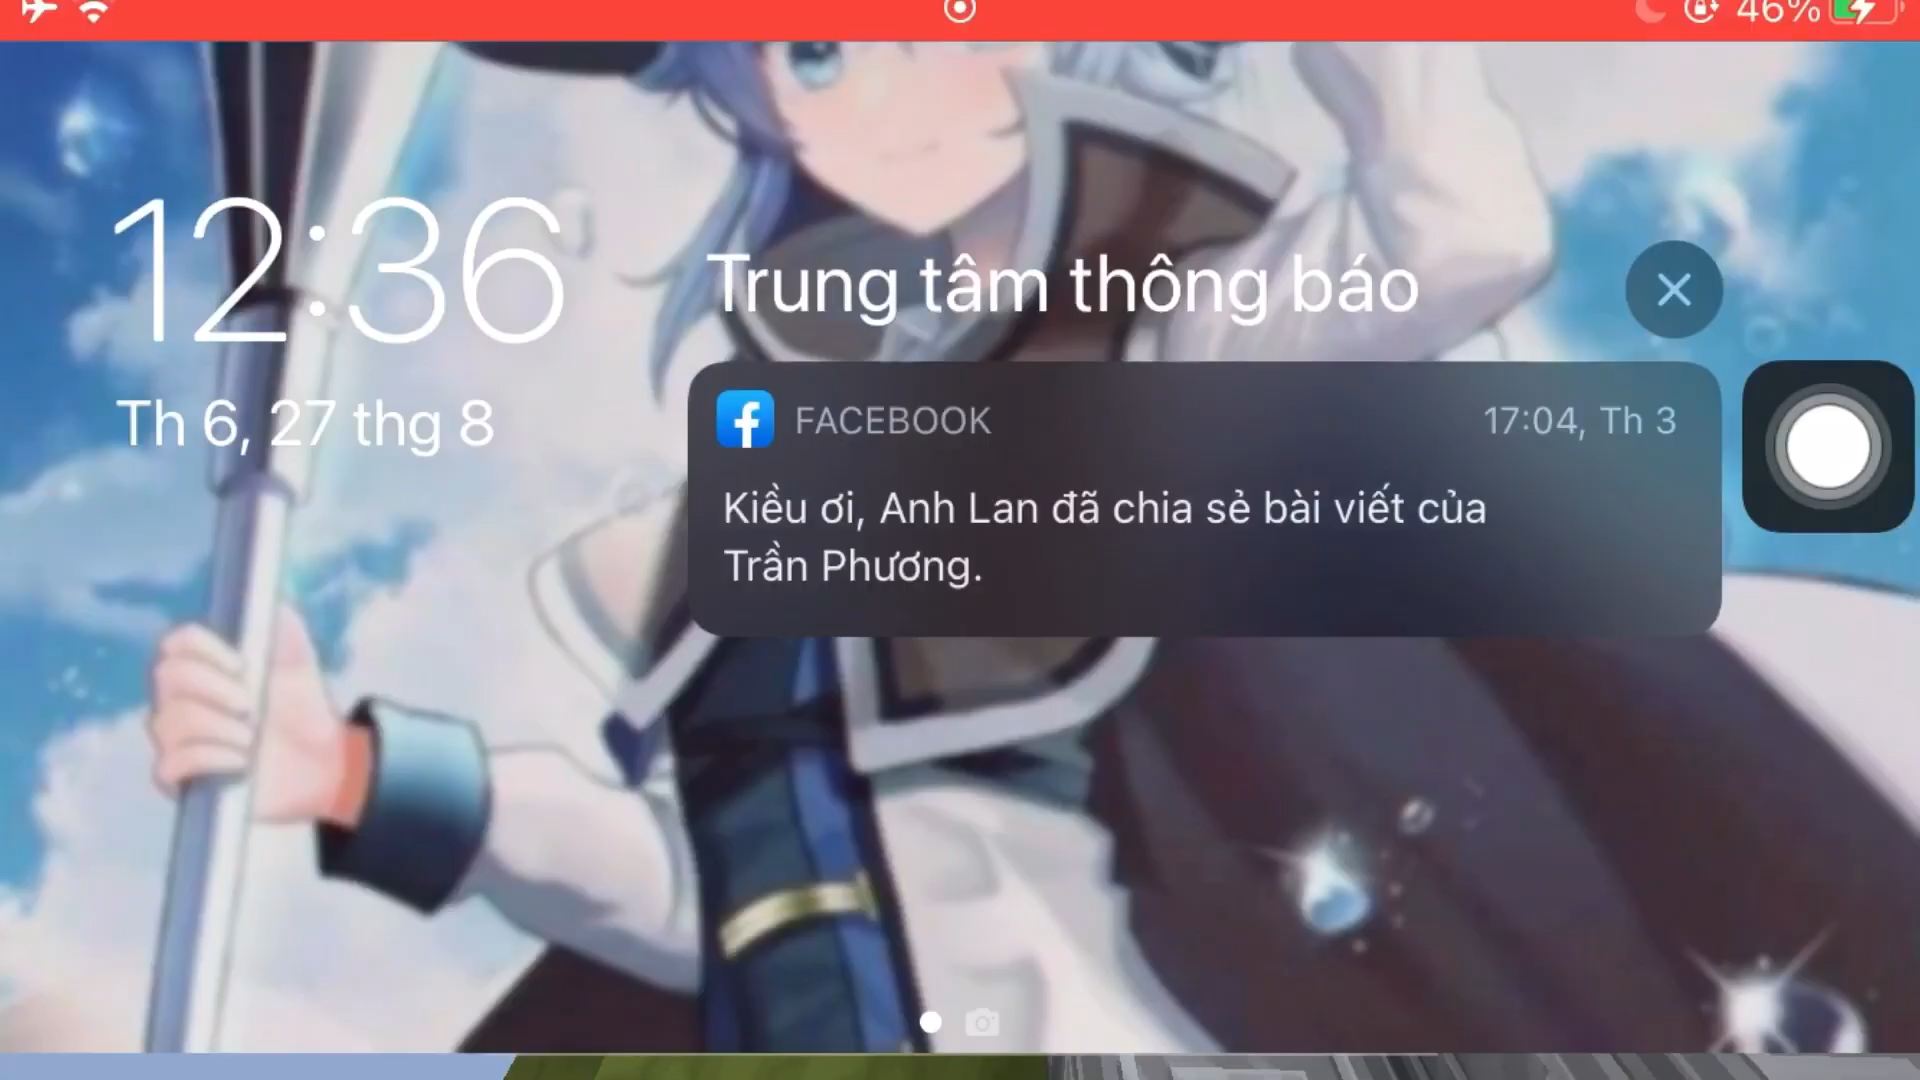 46%
12:36
Th 6, 27 thg 8
Trung tâm thông báo
FACEBOOK
17:04, Th 3
Kiều ơi, Anh Lan đã chia sẻ bài viết của
Trần Phương.